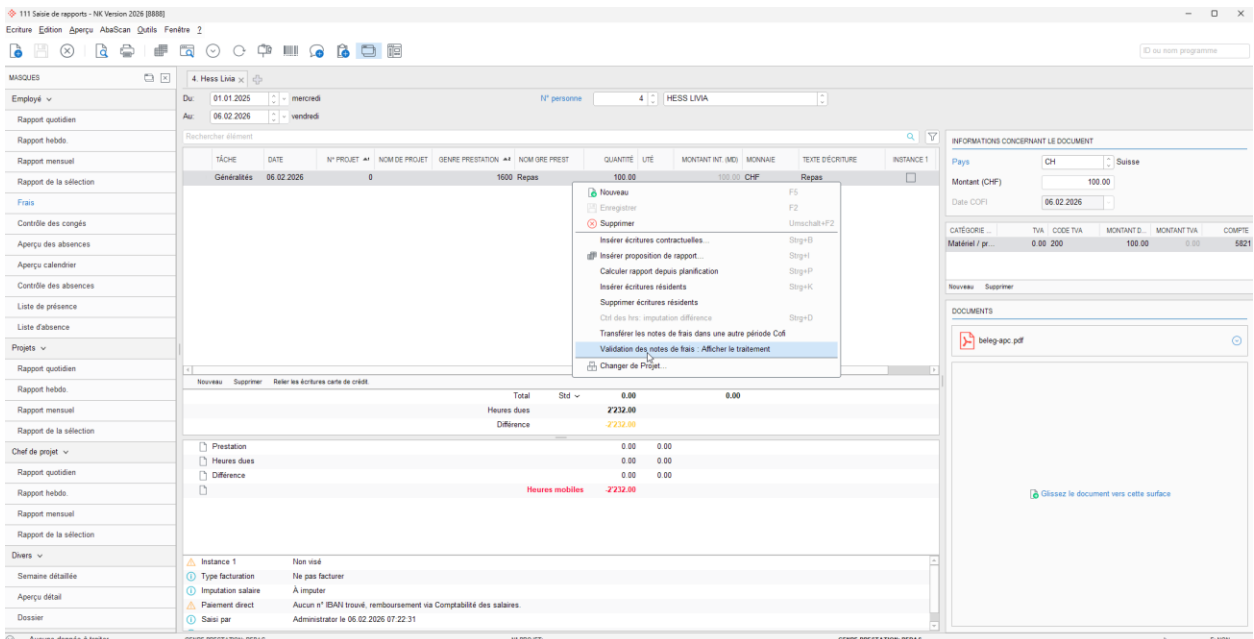 111 Saisie de rapports - NK Version 2026 [8888]
Ecriture Edition Aperçu AbaScan Outils Fenêtre ?
ID ou nom programme
MASQUES
Employé
Rapport quotidien
Rapport hebdo.
Rapport mensuel
Rapport de la sélection
Frais
Contrôle des congés
Aperçu des absences
Aperçu calendrier
Contrôle des absences
Liste de présence
Liste d'absence
Projets
Rapport quotidien
Rapport hebdo.
Rapport mensuel
Rapport de la sélection
Chef de projet
Rapport quotidien
Rapport hebdo.
Rapport mensuel
Rapport de la sélection
Divers
Semaine détaillée
Aperçu détail
Dossier
4. Hess Livia
Du: 01.01.2025 mercredi N° personne 4 HESS LIVIA
Au: 06.02.2026 vendredi
Rechercher élément
TÂCHE DATE N° PROJET NOM DE PROJET GENRE PRESTATION NOM GRE PREST QUANTITÉ UTÉ MONTANT INT. (MD) MONNAIE TEXTE D'ÉCRITURE INSTANCE 1
Généralités 06.02.2026 0 1600 Repas 100.00 100.00 CHF Repas
Nouveau F5
Enregistrer F2
Supprimer Umschalt+F2
Insérer écritures contractuelles... Strg+B
Insérer proposition de rapport... Strg+I
Calculer rapport depuis planification Strg+P
Insérer écritures résidents Strg+K
Supprimer écritures résidents
Ctrl des hrs: imputation différence Strg+D
Transférer les notes de frais dans une autre période Cofi
Validation des notes de frais : Afficher le traitement
Changer de Projet...
Nouveau Supprimer Relier les écritures carte de crédit.
Total Std 0.00 0.00
Heures dues 2'232.00
Différence -2'232.00
Prestation 0.00 0.00
Heures dues 0.00 0.00
Différence 0.00 0.00
Heures mobiles -2'232.00
Instance 1 Non visé
Type facturation Ne pas facturer
Imputation salaire À imputer
Paiement direct Aucun n° IBAN trouvé, remboursement via Comptabilité des salaires.
Saisi par Administrator le 06.02.2026 07:22:31
INFORMATIONS CONCERNANT LE DOCUMENT
Pays CH Suisse
Montant (CHF) 100.00
Date COFI 06.02.2026
CATÉGORIE ... TVA CODE TVA MONTANT D... MONTANT TVA COMPTE
Matériel / pr... 0.00 200 100.00 0.00 5821
Nouveau Supprimer
DOCUMENTS
beleg-apc.pdf
Glissez le document vers cette surface